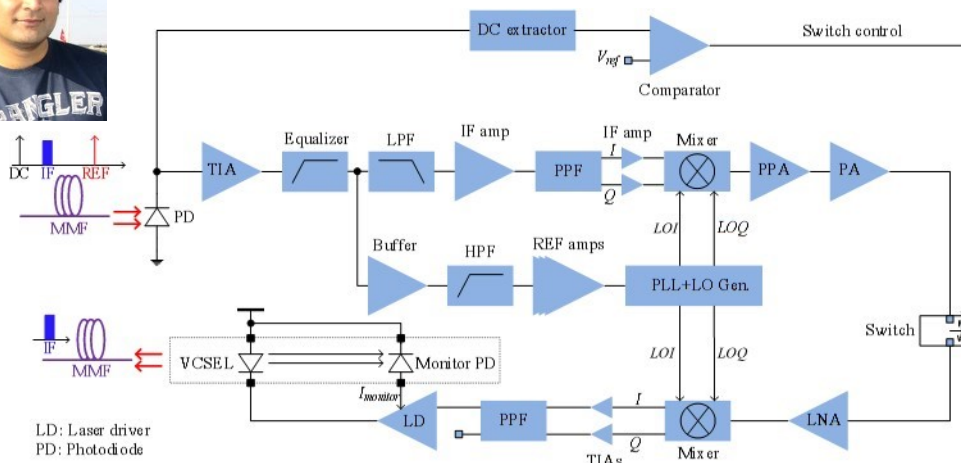 DC extractor
Switch control
V_ref
Comparator
ANGLER
Equalizer
LPF
IF amp
IF amp
Mixer
I
DC
IF
REF
TIA
PPF
PPA
PA
Q
MMF
PD
LOI
LOQ
Buffer
HPF
REF amps
PLL+LO Gen.
Switch
IF
VCSEL
Monitor PD
LOI
LOQ
MMF
I_monitor
I
LD
PPF
LNA
LD: Laser driver
Q
PD: Photodiode
TIAs
Mixer